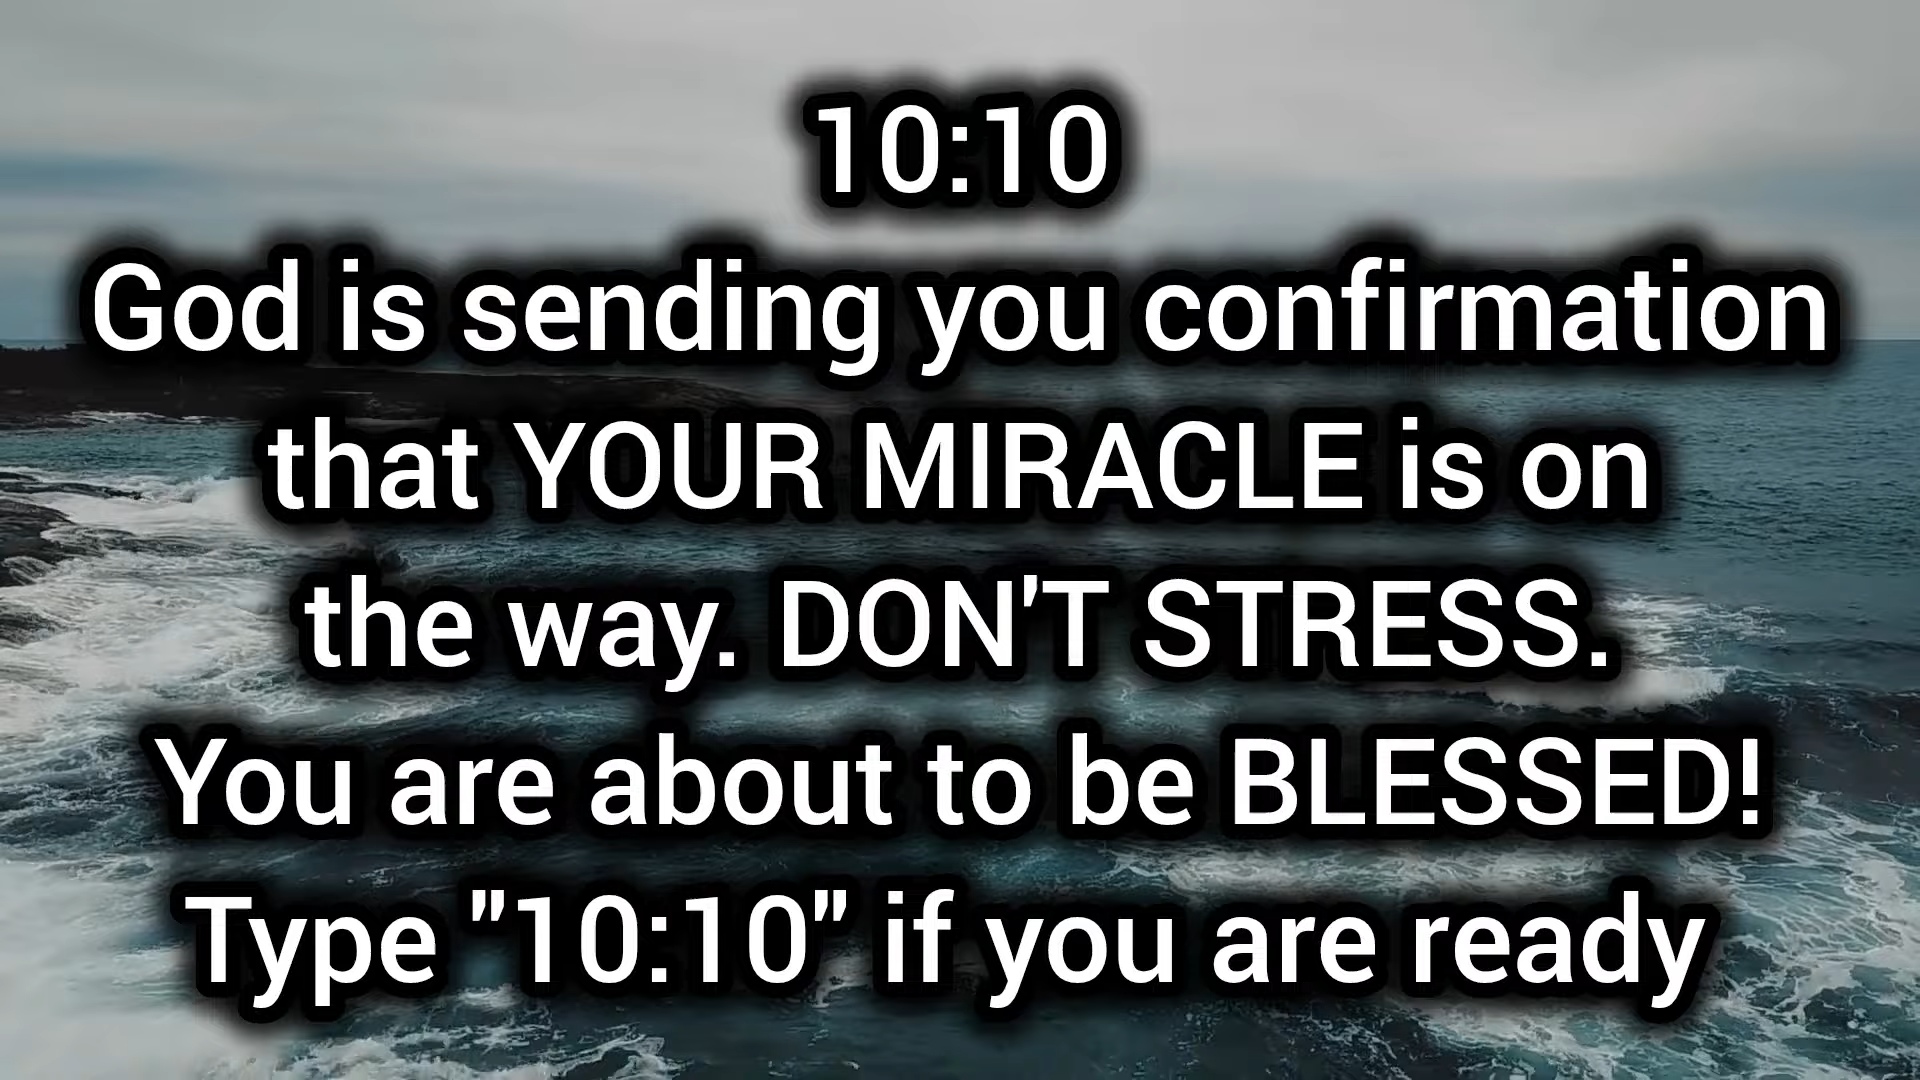 10:10
God is sending you confirmation
that YOUR MIRACLE is on
the way. DON'T STRESS.
You are about to be BLESSED!
Type "10:10" if you are ready